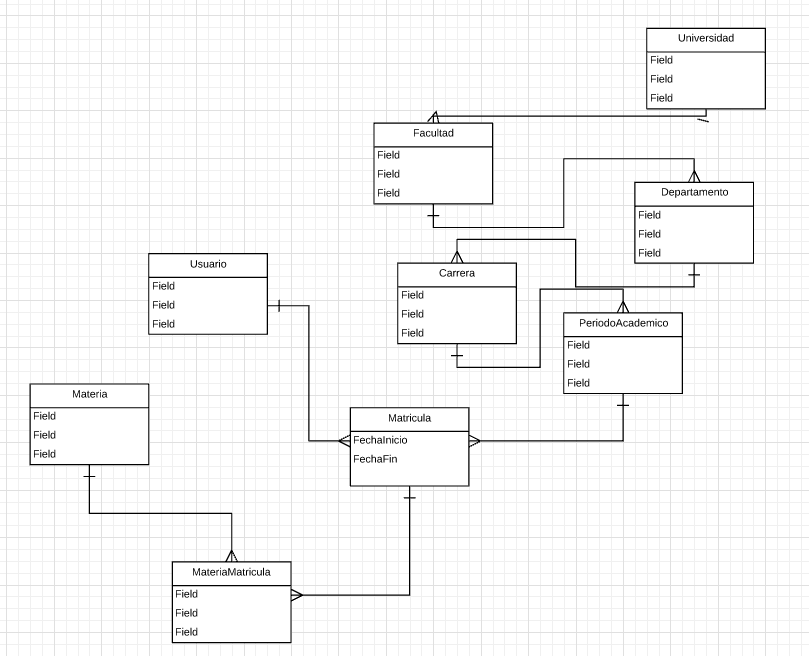 Universidad
Field
Field
Field
Facultad
Field
Field
Field
Departamento
Field
Field
Field
Usuario
Field
Field
Field
Carrera
Field
Field
Field
PeriodoAcademico
Field
Field
Field
Materia
Field
Field
Field
Matricula
FechaInicio
FechaFin
MateriaMatricula
Field
Field
Field